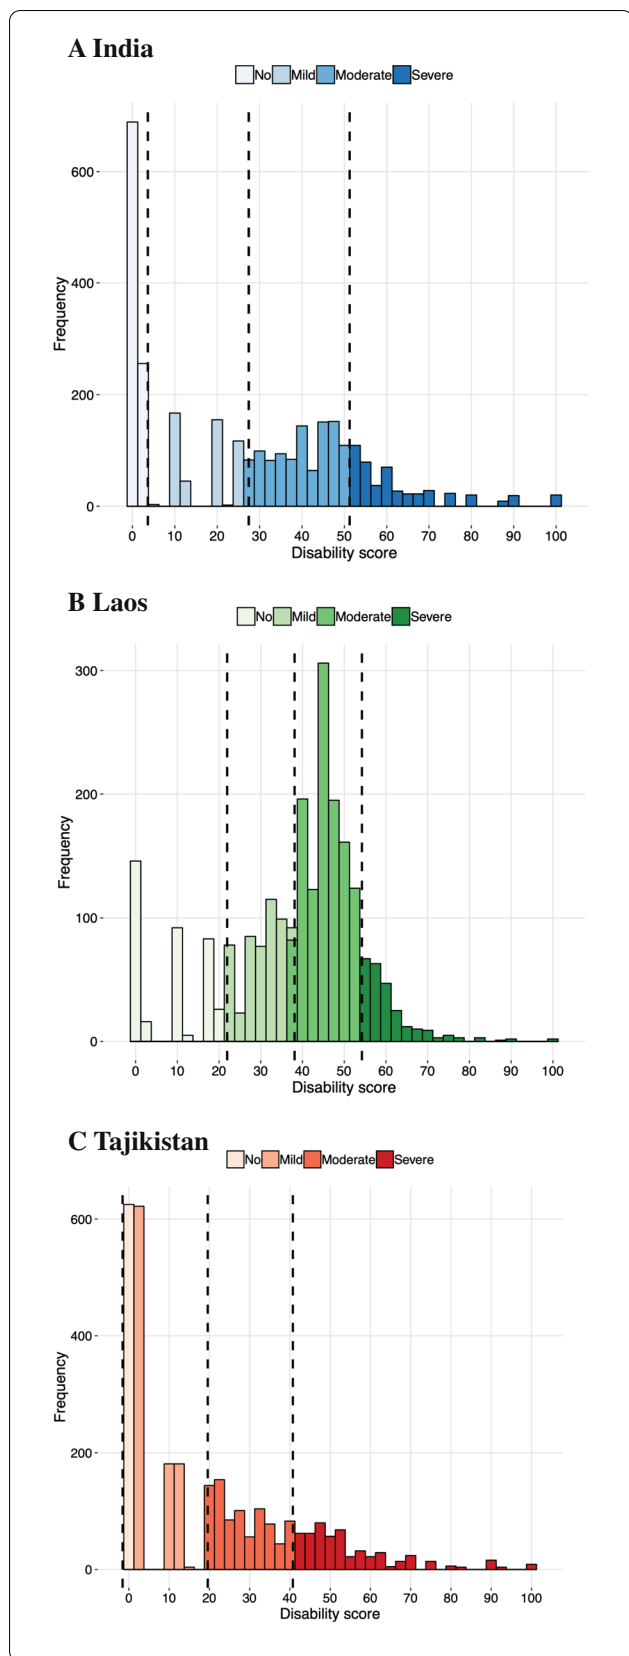 A India
No Mild Moderate Severe
600
400
200
0
Frequency
0 10 20 30 40 50 60 70 80 90 100
Disability score
B Laos
No Mild Moderate Severe
300
200
100
0
Frequency
0 10 20 30 40 50 60 70 80 90 100
Disability score
C Tajikistan
No Mild Moderate Severe
600
400
200
0
Frequency
0 10 20 30 40 50 60 70 80 90 100
Disability score